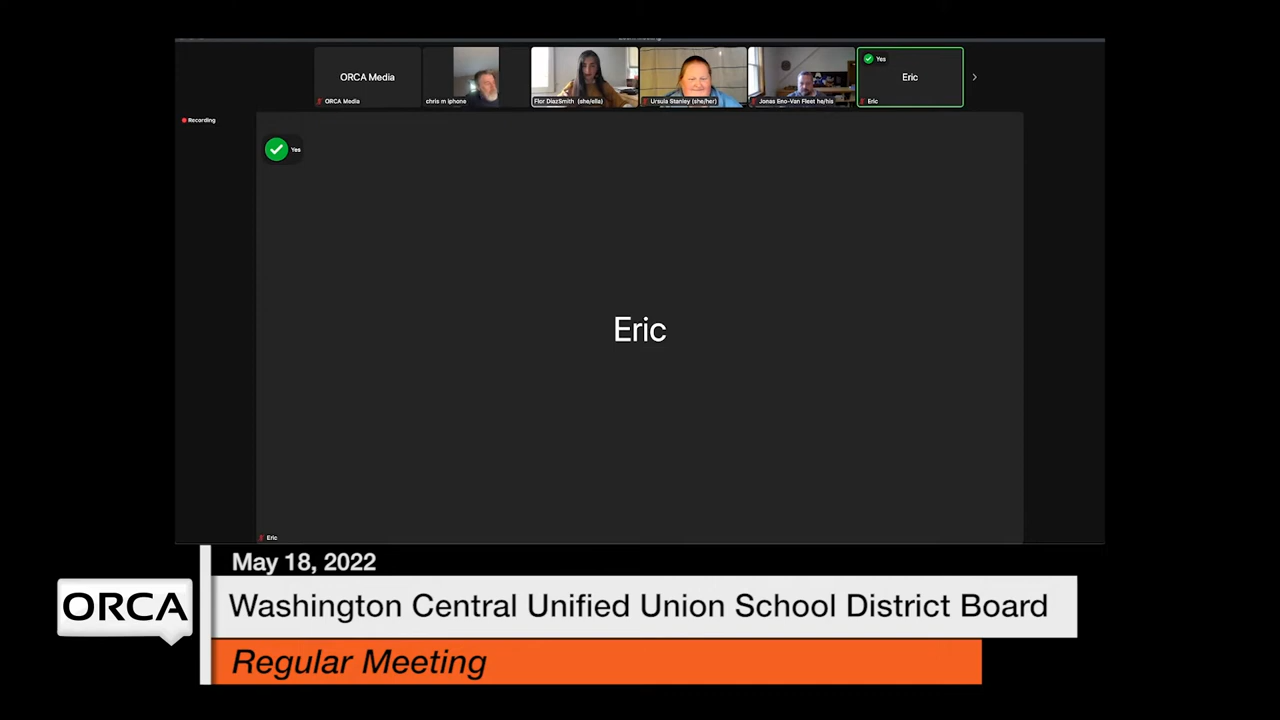 ORCA Media
Yes
Eric
ORCA Media
chris m iphone
Flor DiazSmith (she/ella)
Ursula Stanley (she/her)
Jonas Eno-Van Fleet he/his
Eric
Recording
Yes
Eric
Eric
May 18, 2022
ORCA
Washington Central Unified Union School District Board
Regular Meeting